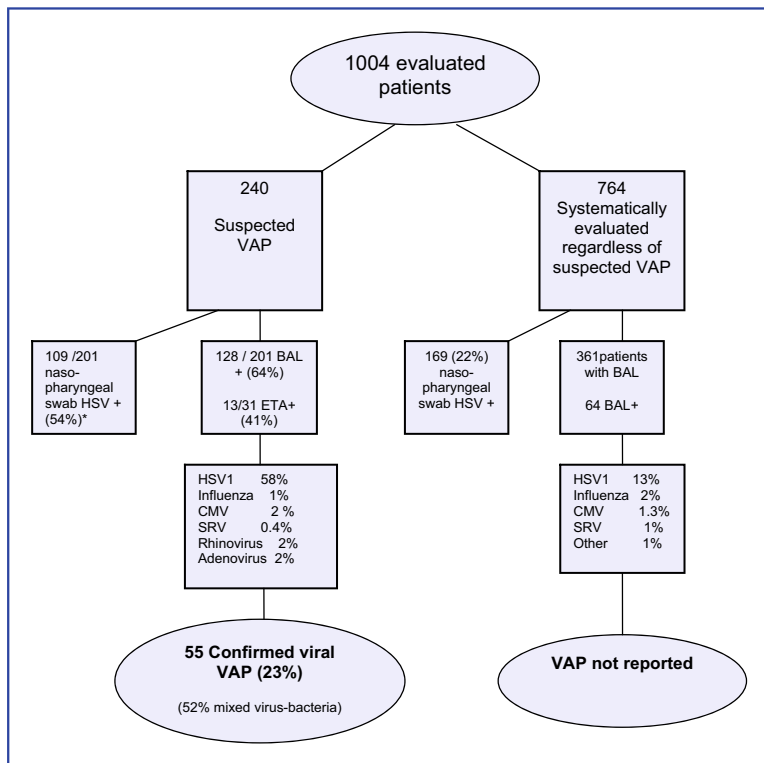 1004 evaluated
patients
240
Suspected
VAP
764
Systematically
evaluated
regardless of
suspected VAP
109 /201
naso-
pharyngeal
swab HSV +
(54%)*
128 / 201 BAL
+ (64%)
13/31 ETA+
(41%)
169 (22%)
naso-
pharyngeal
swab HSV +
361patients
with BAL
64 BAL+
HSV1 58%
Influenza 1%
CMV 2 %
SRV 0.4%
Rhinovirus 2%
Adenovirus 2%
HSV1 13%
Influenza 2%
CMV 1.3%
SRV 1%
Other 1%
55 Confirmed viral
VAP (23%)
(52% mixed virus-bacteria)
VAP not reported